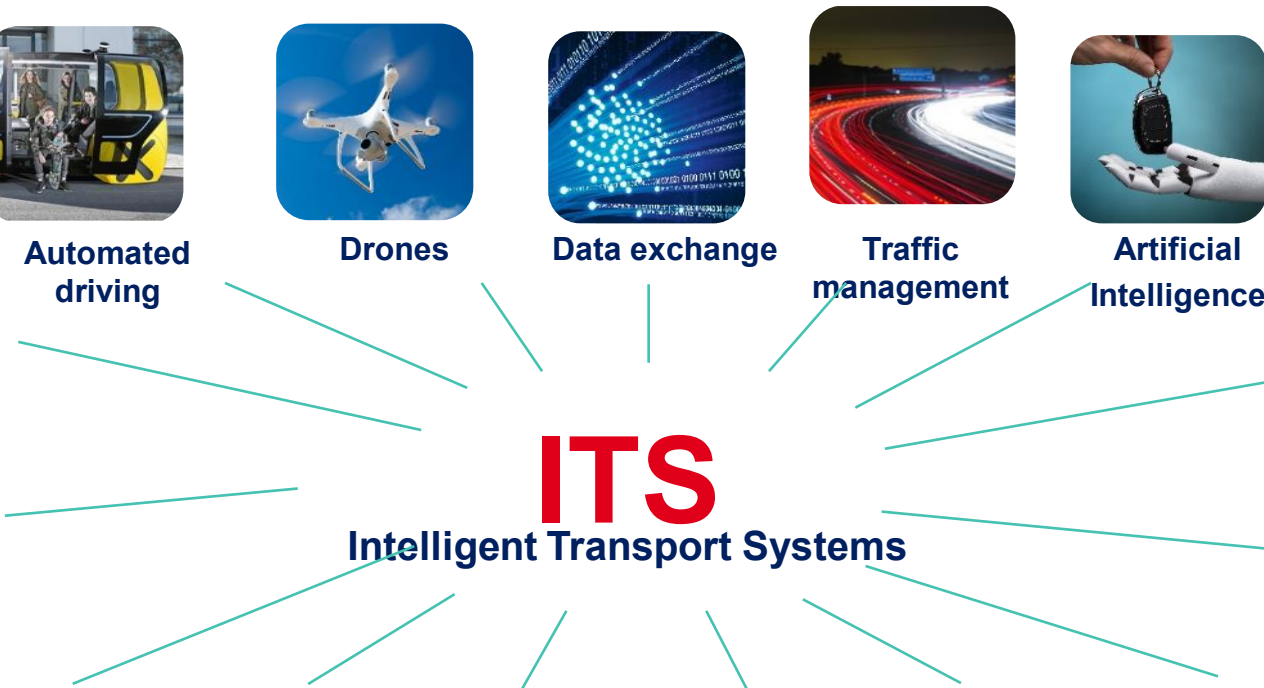 Automated
driving
Drones
Data exchange
Traffic
management
Artificial
Intelligence
ITS
Intelligent Transport Systems